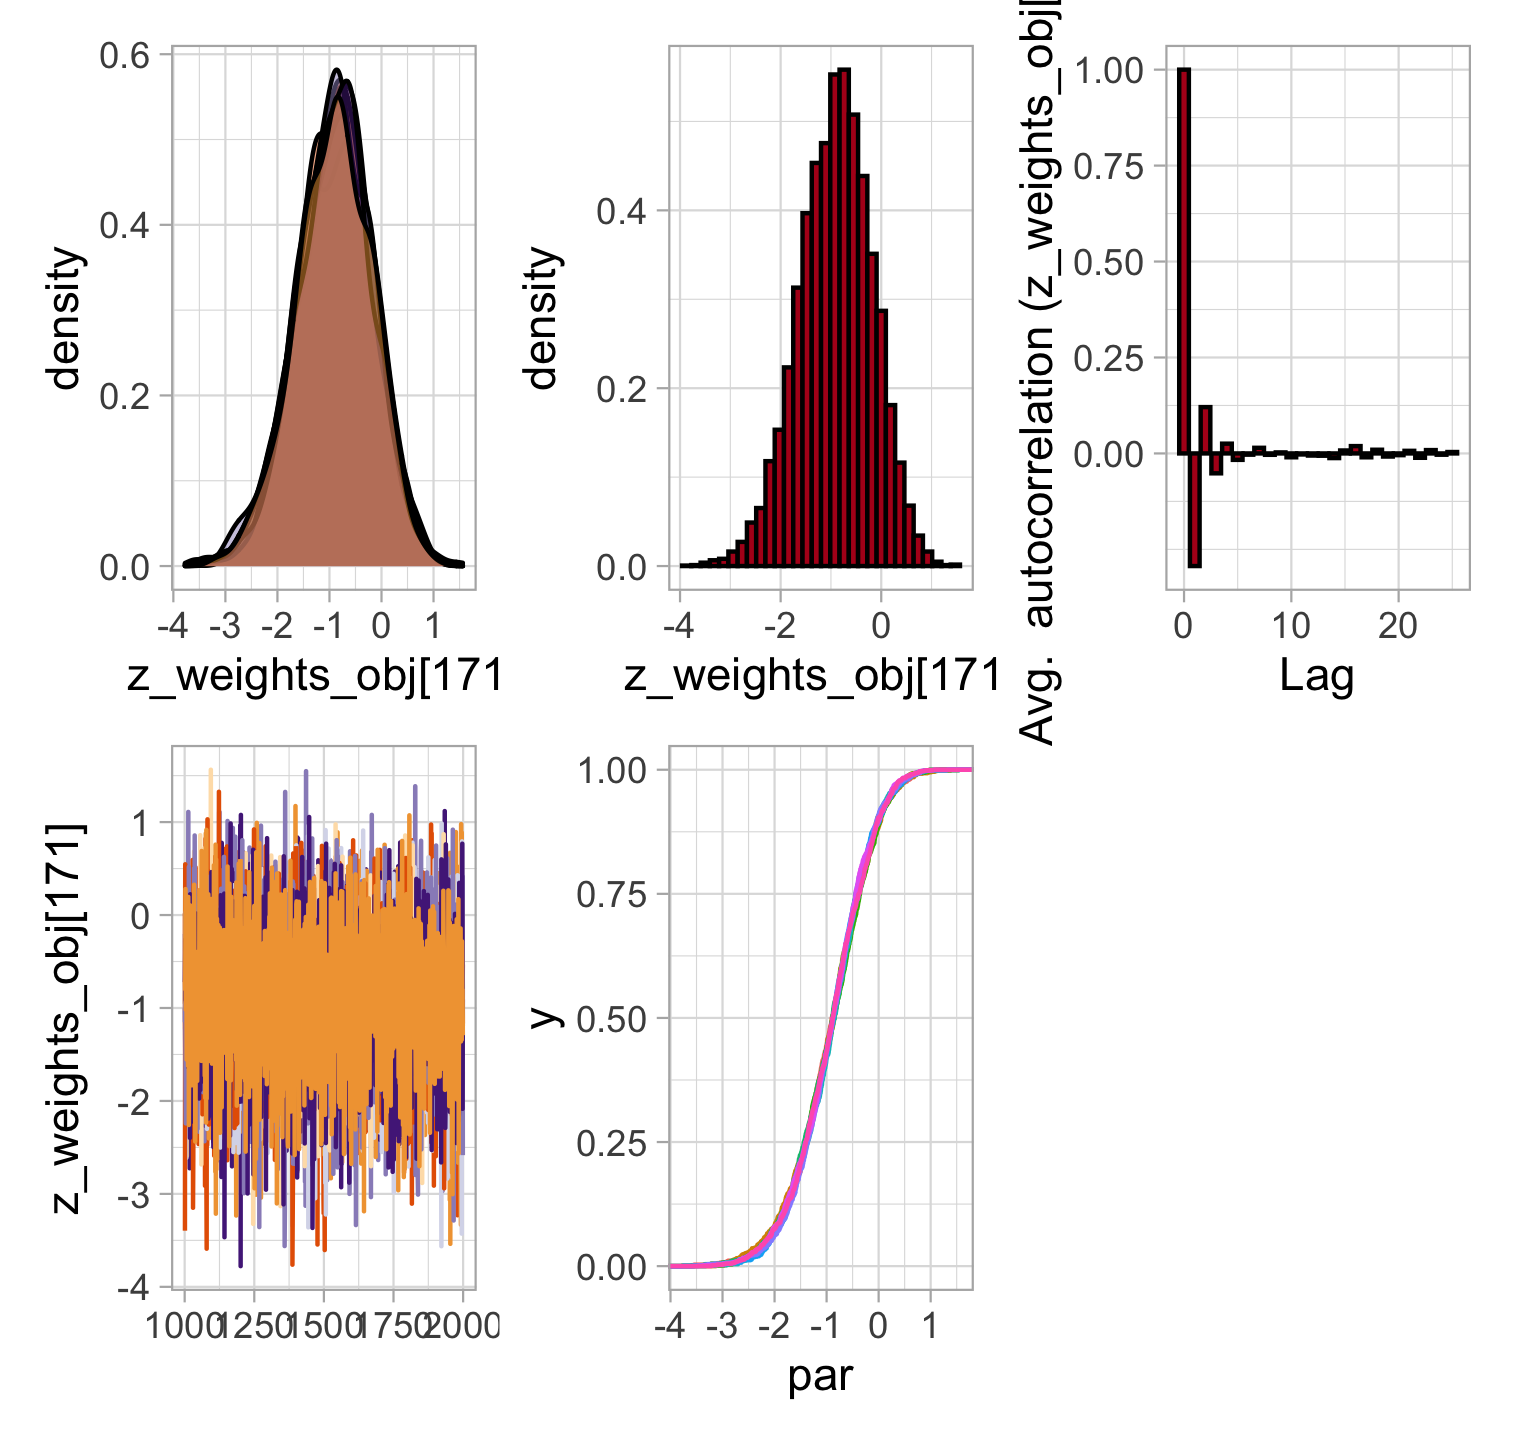 density
0.6
0.4
0.2
0.0
-4 -3 -2 -1 0 1
z_weights_obj[171
density
0.4
0.2
0.0
-4 -2 0
z_weights_obj[171
Avg. autocorrelation (z_weights_obj[
1.00
0.75
0.50
0.25
0.00
0 10 20
Lag
z_weights_obj[171]
1
0
-1
-2
-3
-4
1000 1250 1500 1750 2000
y
1.00
0.75
0.50
0.25
0.00
-4 -3 -2 -1 0 1
par